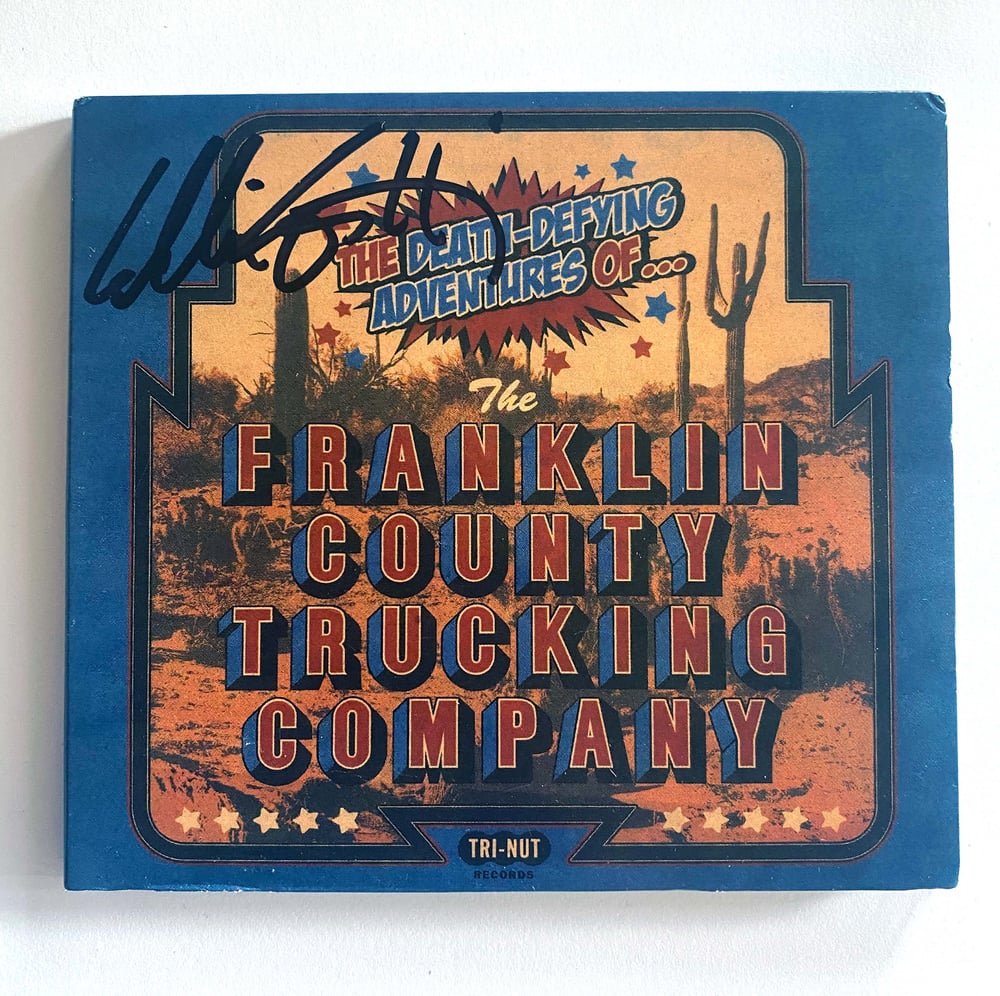 THE DEATH-DEFYING
ADVENTURES OF...
The
FRANKLIN
COUNTY
TRUCKING
COMPANY
TRI-NUT
RECORDS